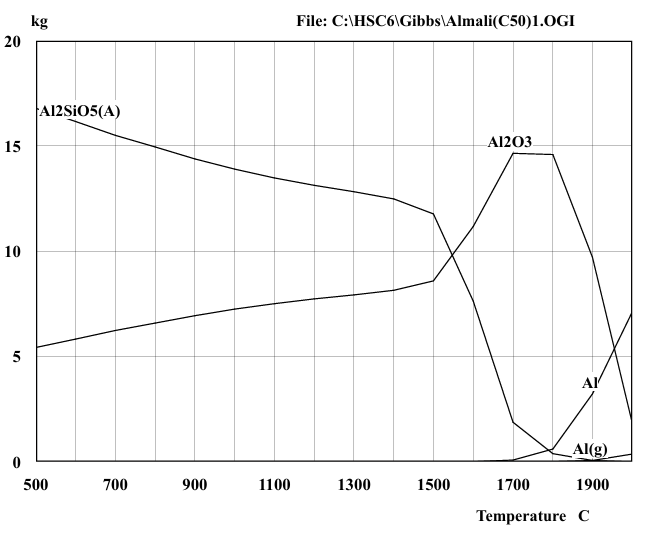 kg File: C:\HSC6\Gibbs\Almali(C50)1.OGI
20
Al2SiO5(A)
Al2O3
15
10
5
Al
Al(g)
0
500 700 900 1100 1300 1500 1700 1900
Temperature C